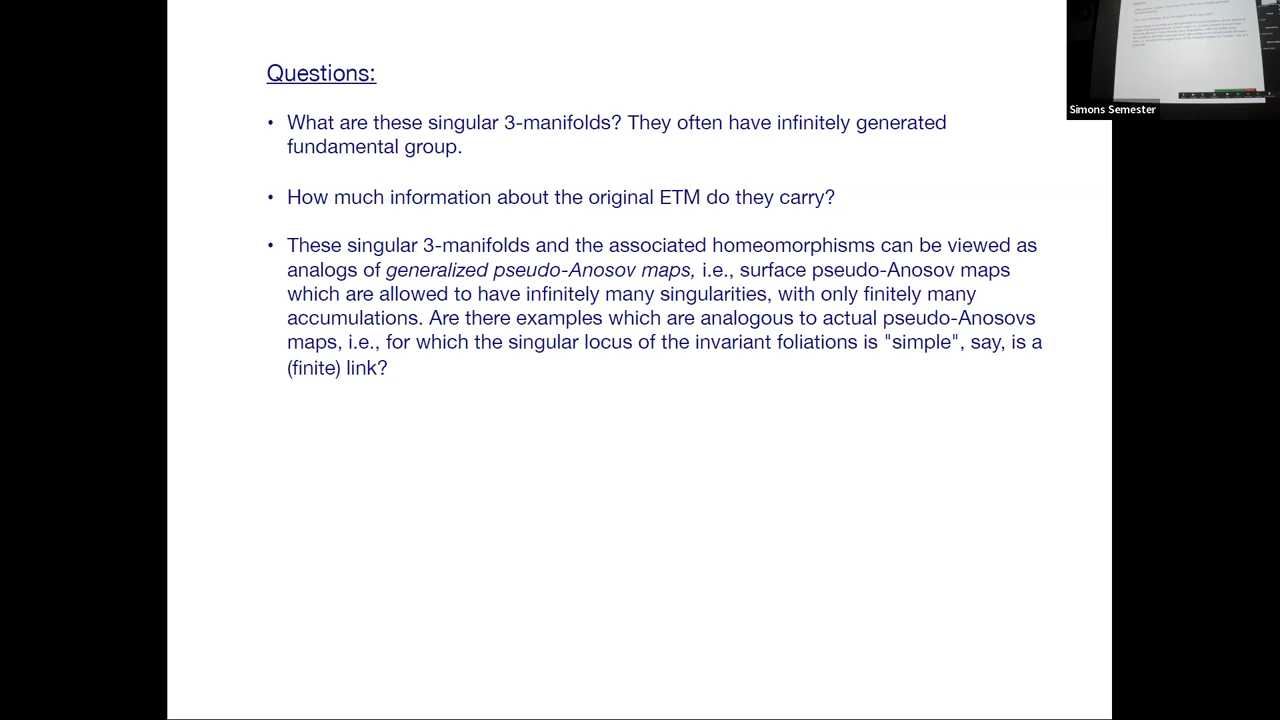 Questions:
• What are these singular 3-manifolds? They often have infinitely generated
fundamental group.
• How much information about the original ETM do they carry?
• These singular 3-manifolds and the associated homeomorphisms can be viewed as
analogs of generalized pseudo-Anosov maps, i.e., surface pseudo-Anosov maps
which are allowed to have infinitely many singularities, with only finitely many
accumulations. Are there examples which are analogous to actual pseudo-Anosovs
maps, i.e., for which the singular locus of the invariant foliations is "simple", say, is a
(finite) link?
Simons Semester